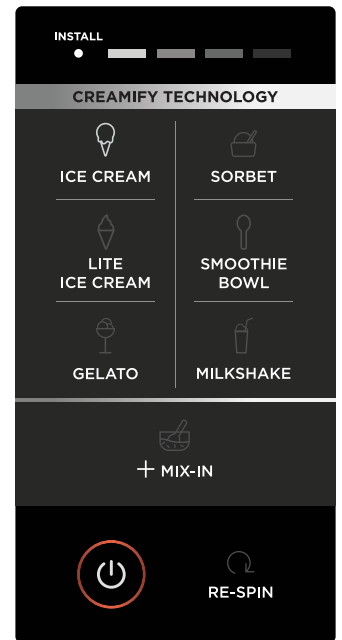 INSTALL
CREAMIFY TECHNOLOGY
ICE CREAM
SORBET
LITE
ICE CREAM
SMOOTHIE
BOWL
GELATO
MILKSHAKE
+ MIX-IN
RE-SPIN